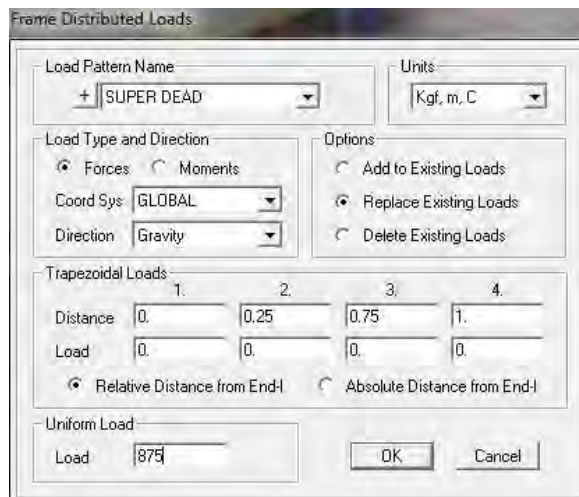 Frame Distributed Loads
Load Pattern Name
+ SUPER DEAD
Units
Kgf, m, C
Load Type and Direction
Forces Moments
Coord Sys GLOBAL
Direction Gravity
Options
Add to Existing Loads
Replace Existing Loads
Delete Existing Loads
Trapezoidal Loads
1. 2. 3. 4.
Distance 0. 0.25 0.75 1.
Load 0. 0. 0. 0.
Relative Distance from End-I Absolute Distance from End-I
Uniform Load
Load 875
OK Cancel